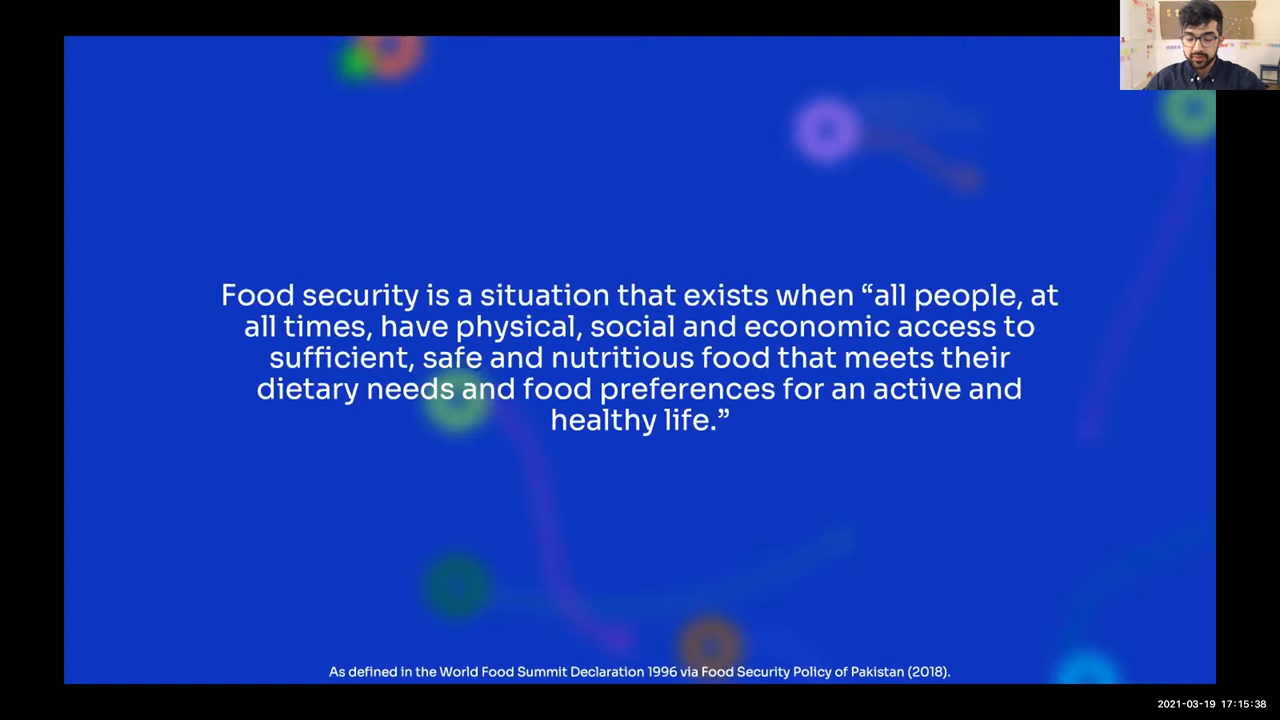 Food security is a situation that exists when “all people, at
all times, have physical, social and economic access to
sufficient, safe and nutritious food that meets their
dietary needs and food preferences for an active and
healthy life.”
As defined in the World Food Summit Declaration 1996 via Food Security Policy of Pakistan (2018).
2021-03-19 17:15:38